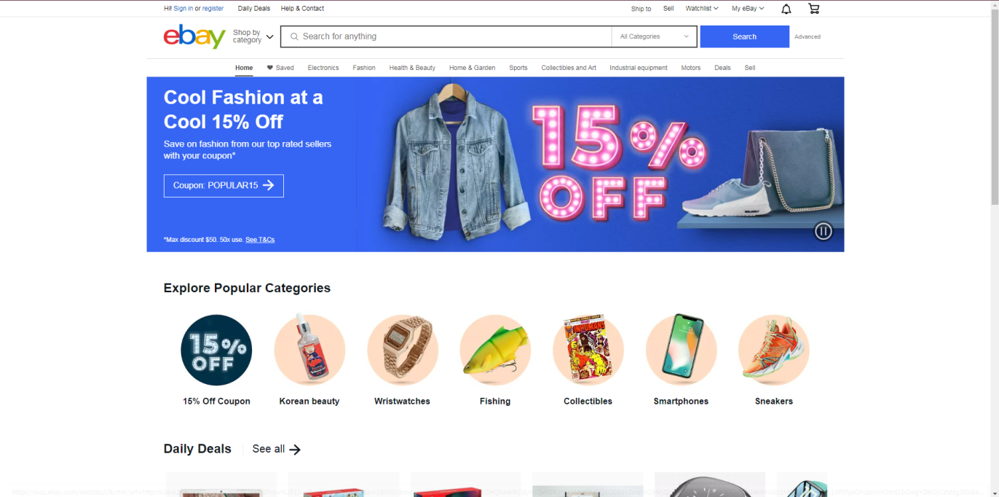 Hi! Sign in or register Daily Deals Help & Contact Ship to Sell Watchlist My eBay
ebay Shop by category Search for anything All Categories Search Advanced
Home Saved Electronics Fashion Health & Beauty Home & Garden Sports Collectibles and Art Industrial equipment Motors Deals Sell
Cool Fashion at a
Cool 15% Off
Save on fashion from our top rated sellers
with your coupon*
Coupon: POPULAR15
*Max discount $50. 50x use. See T&Cs
15%
OFF
Explore Popular Categories
15%
OFF
INHUMANS
15% Off Coupon Korean beauty Wristwatches Fishing Collectibles Smartphones Sneakers
Daily Deals See all